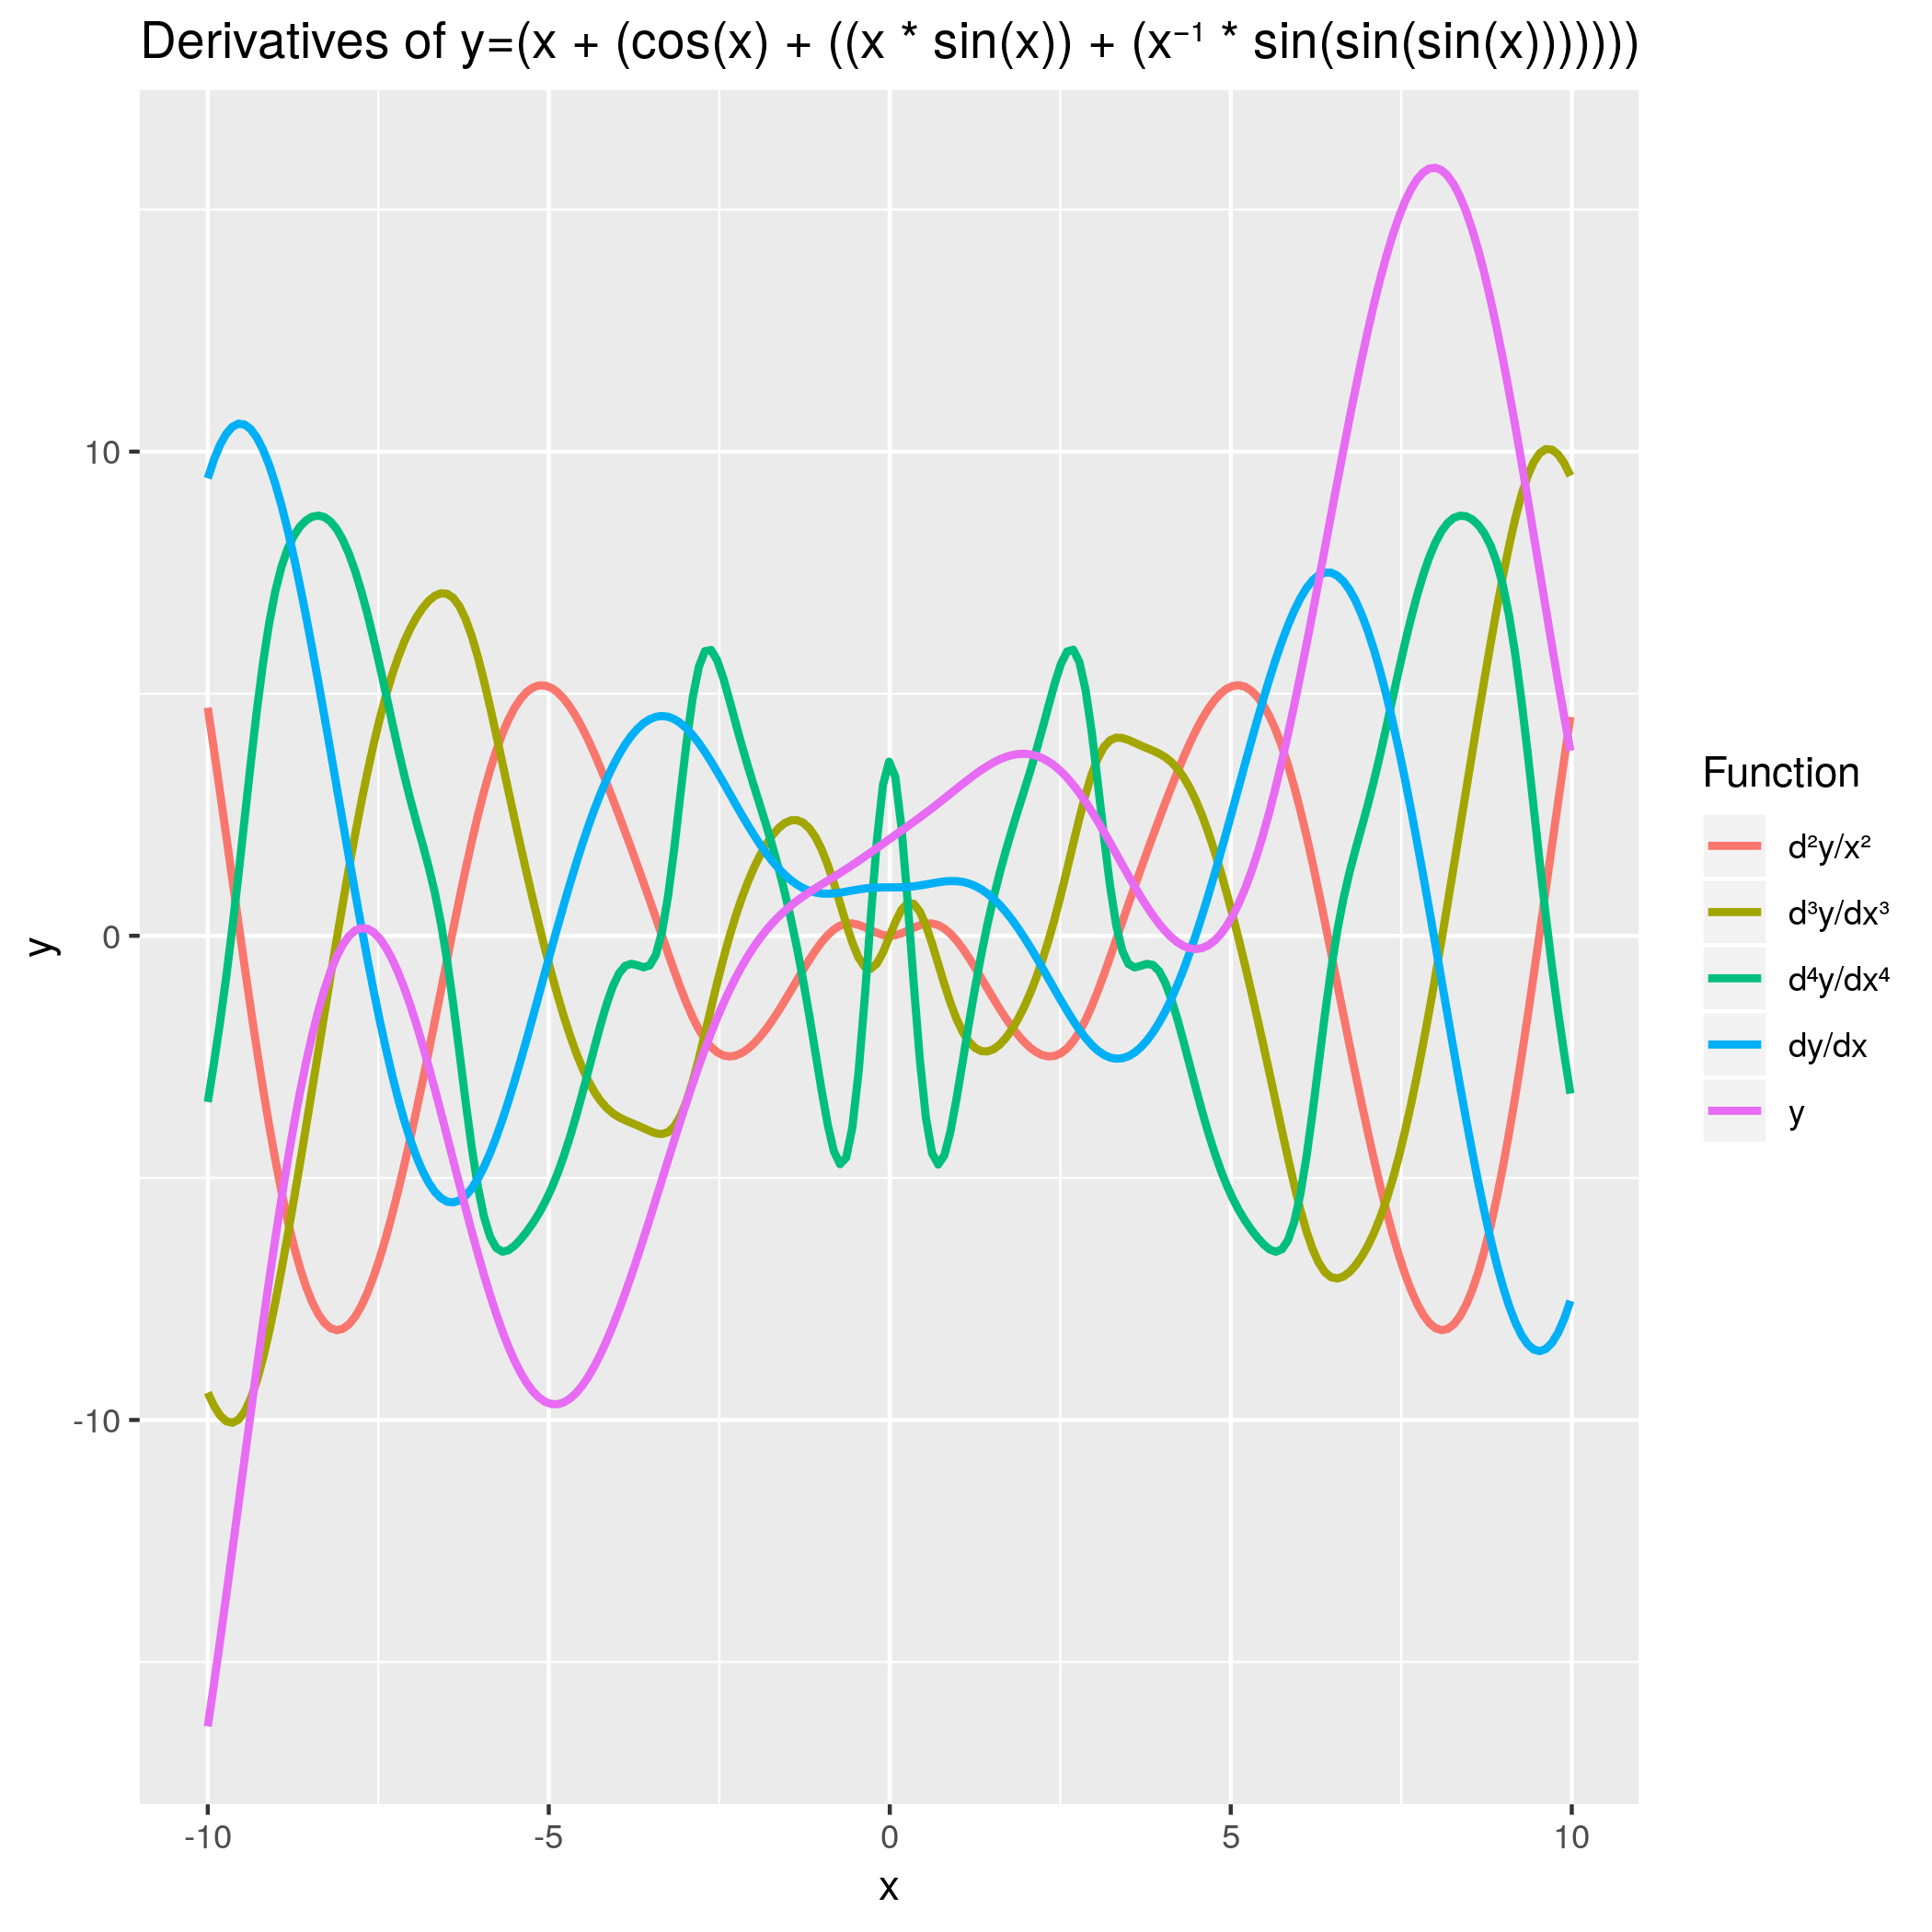 Derivatives of y=(x + (cos(x) + ((x * sin(x)) + (x⁻¹ * sin(sin(sin(x)))))))
y
10
0
-10
-10
-5
0
5
10
x
Function
d²y/x²
d³y/dx³
d⁴y/dx⁴
dy/dx
y